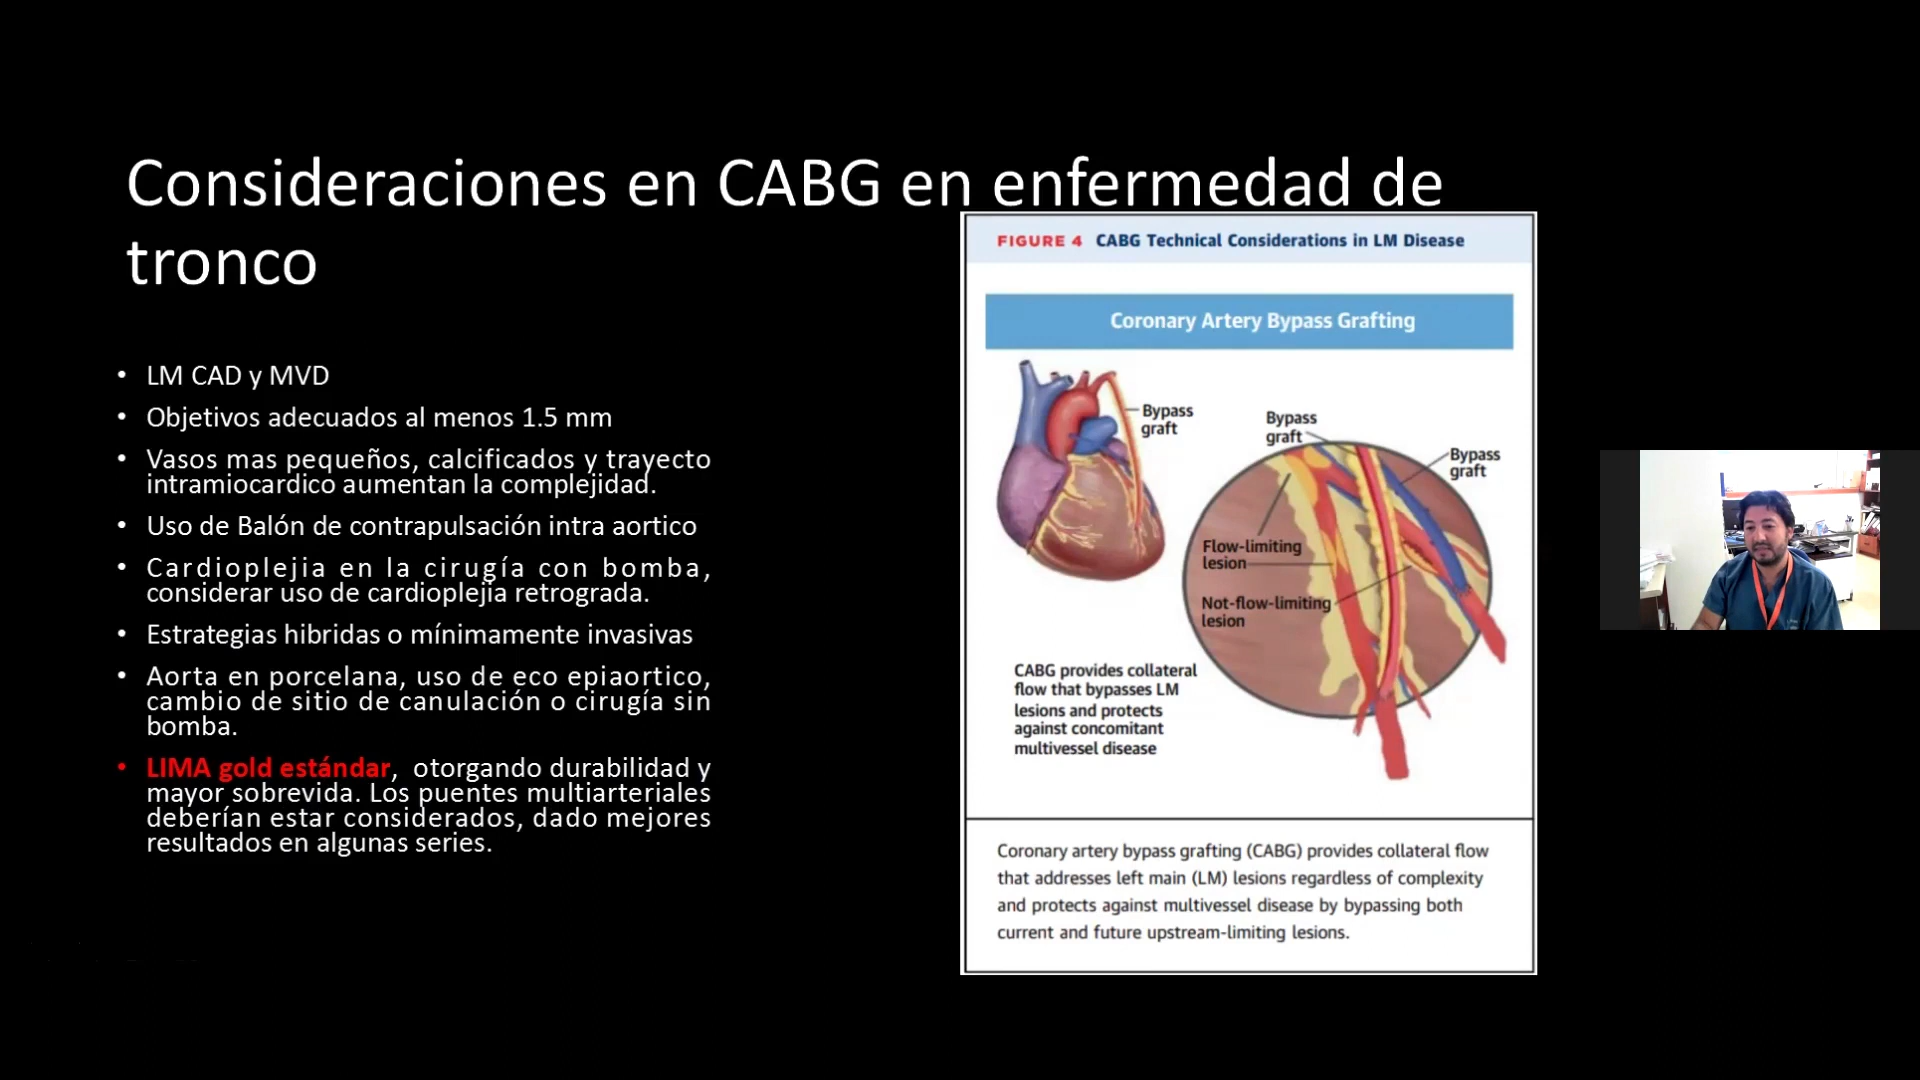 Consideraciones en CABG en enfermedad de
tronco
• LM CAD y MVD
• Objetivos adecuados al menos 1.5 mm
• Vasos mas pequeños, calcificados y trayecto
intramiocardico aumentan la complejidad.
• Uso de Balón de contrapulsación intra aortico
• Cardioplejia en la cirugía con bomba,
considerar uso de cardioplejia retrograda.
• Estrategias hibridas o mínimamente invasivas
• Aorta en porcelana, uso de eco epiaortico,
cambio de sitio de canulación o cirugía sin
bomba.
• LIMA gold estándar, otorgando durabilidad y
mayor sobrevida. Los puentes multiarteriales
deberían estar considerados, dado mejores
resultados en algunas series.
FIGURE 4 CABG Technical Considerations in LM Disease
Coronary Artery Bypass Grafting
Bypass
graft
Bypass
graft
Bypass
graft
Flow-limiting
lesion
Not-flow-limiting
lesion
CABG provides collateral
flow that bypasses LM
lesions and protects
against concomitant
multivessel disease
Coronary artery bypass grafting (CABG) provides collateral flow
that addresses left main (LM) lesions regardless of complexity
and protects against multivessel disease by bypassing both
current and future upstream-limiting lesions.